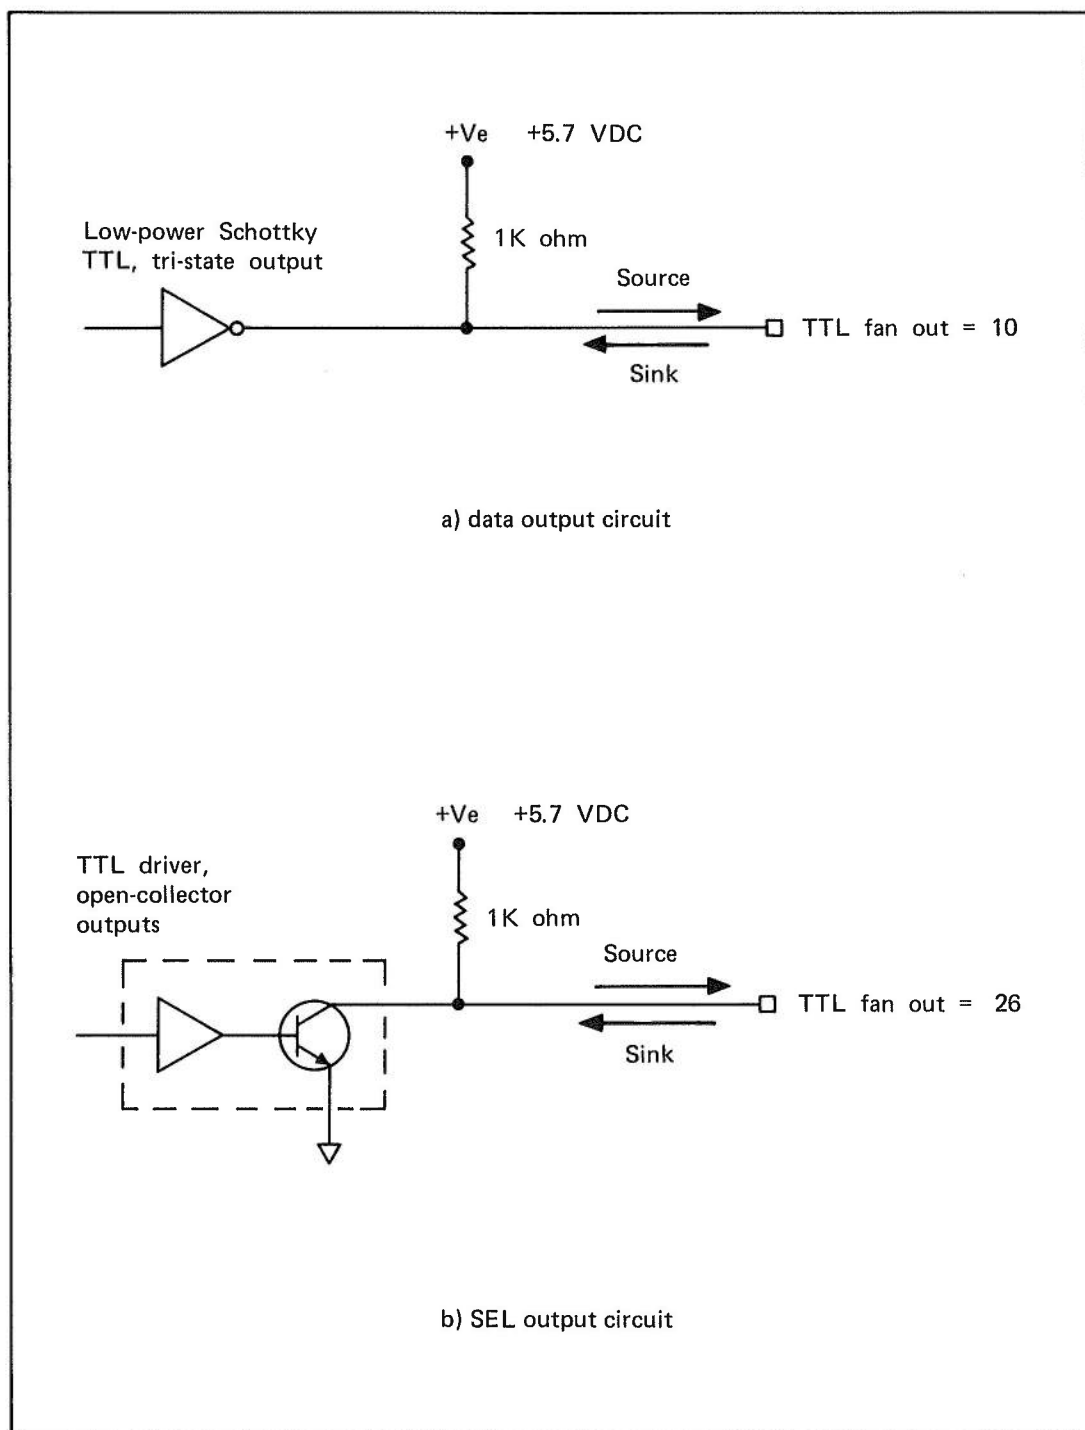 +Ve +5.7 VDC
Low-power Schottky
TTL, tri-state output
1K ohm
Source
TTL fan out = 10
Sink
a) data output circuit
+Ve +5.7 VDC
TTL driver,
open-collector
outputs
1K ohm
Source
TTL fan out = 26
Sink
b) SEL output circuit